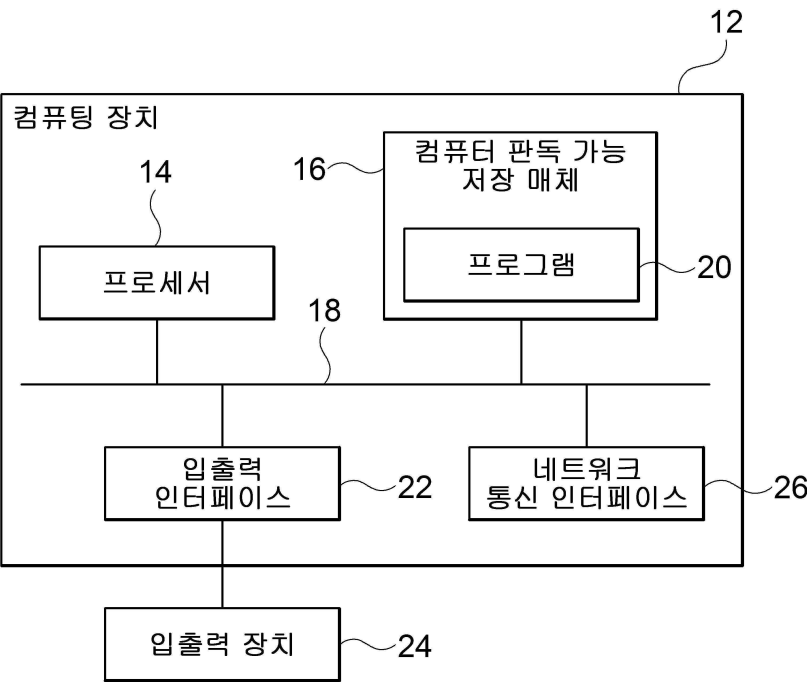 12
컴퓨팅 장치
14
프로세서
16
컴퓨터 판독 가능
저장 매체
프로그램
20
18
입출력
인터페이스
22
네트워크
통신 인터페이스
26
입출력 장치
24